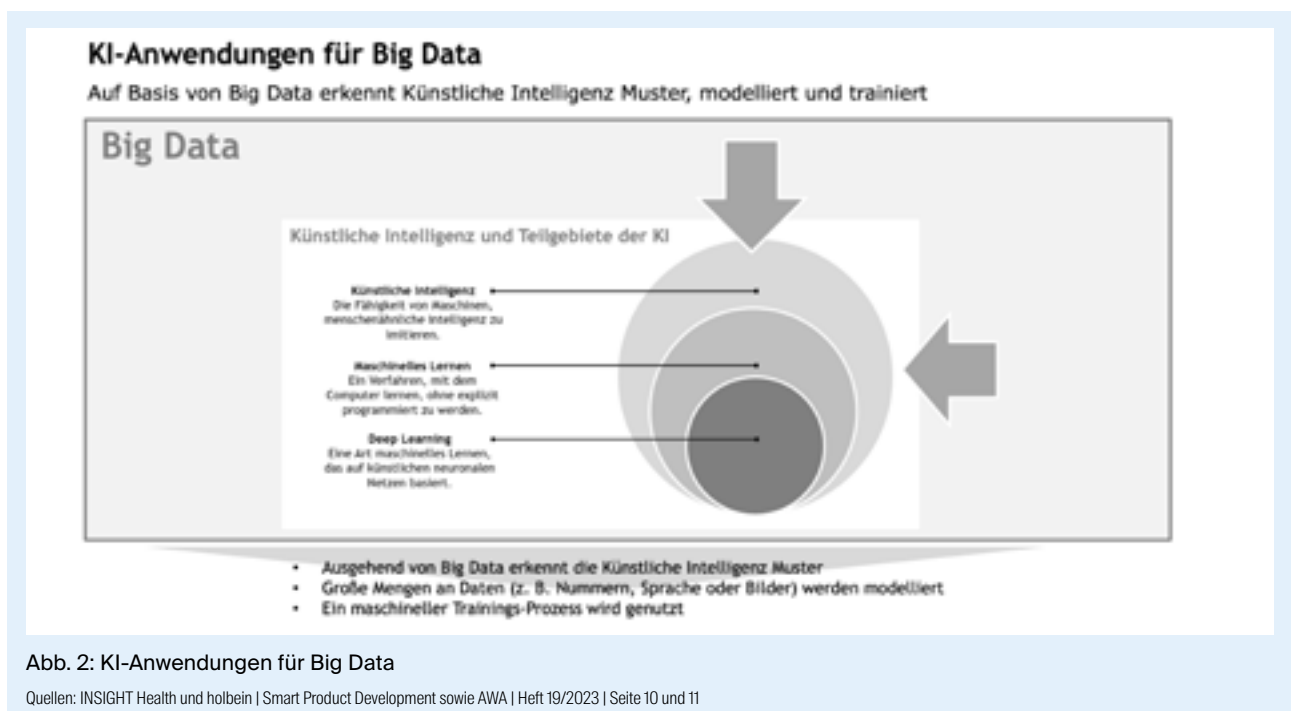 KI-Anwendungen für Big Data
Auf Basis von Big Data erkennt Künstliche Intelligenz Muster, modelliert und trainiert
Big Data
Künstliche Intelligenz und Teilgebiete der KI
Künstliche Intelligenz
Die Fähigkeit von Maschinen,
menschenähnliche Intelligenz zu
imitieren.
Maschinelles Lernen
Ein Verfahren, mit dem
Computer lernen, ohne explizit
programmiert zu werden.
Deep Learning
Eine Art maschinelles Lernen,
das auf künstlichen neuronalen
Netzen basiert.
• Ausgehend von Big Data erkennt die Künstliche Intelligenz Muster
• Große Mengen an Daten (z. B. Nummern, Sprache oder Bilder) werden modelliert
• Ein maschineller Trainings-Prozess wird genutzt
Abb. 2: KI-Anwendungen für Big Data
Quellen: INSIGHT Health und holbein | Smart Product Development sowie AWA | Heft 19/2023 | Seite 10 und 11